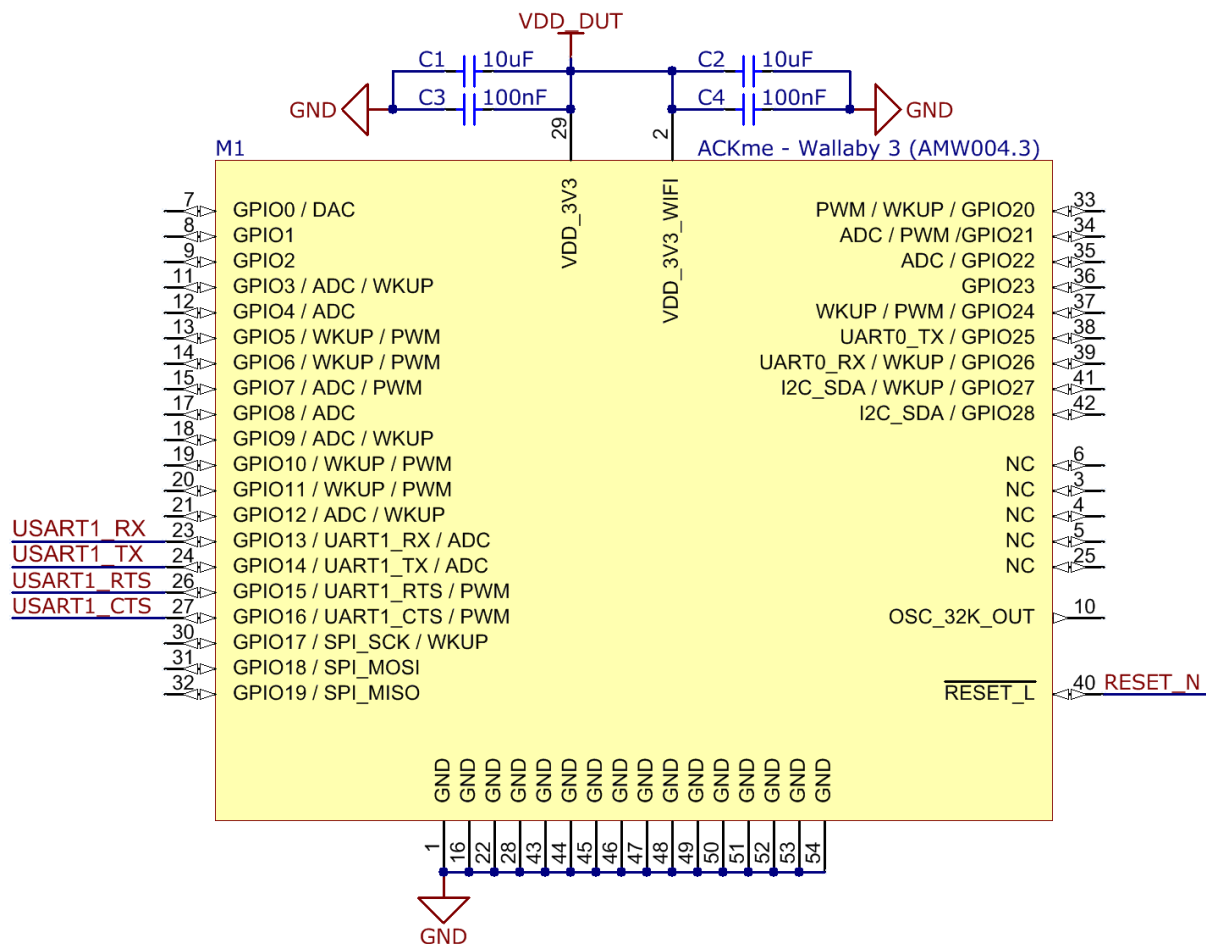 VDD_DUT
C1 10uF C2 10uF
GND C3 100nF C4 100nF GND
29 2
M1 ACKme - Wallaby 3 (AMW004.3)
VDD_3V3 VDD_3V3_WIFI
7 GPIO0 / DAC PWM / WKUP / GPIO20 33
8 GPIO1 ADC / PWM /GPIO21 34
9 GPIO2 ADC / GPIO22 35
11 GPIO3 / ADC / WKUP GPIO23 36
12 GPIO4 / ADC WKUP / PWM / GPIO24 37
13 GPIO5 / WKUP / PWM UART0_TX / GPIO25 38
14 GPIO6 / WKUP / PWM UART0_RX / WKUP / GPIO26 39
15 GPIO7 / ADC / PWM I2C_SDA / WKUP / GPIO27 41
17 GPIO8 / ADC I2C_SDA / GPIO28 42
18 GPIO9 / ADC / WKUP
19 GPIO10 / WKUP / PWM NC 6
20 GPIO11 / WKUP / PWM NC 3
21 GPIO12 / ADC / WKUP NC 4
USART1_RX 23 GPIO13 / UART1_RX / ADC NC 5
USART1_TX 24 GPIO14 / UART1_TX / ADC NC 25
USART1_RTS 26 GPIO15 / UART1_RTS / PWM
USART1_CTS 27 GPIO16 / UART1_CTS / PWM OSC_32K_OUT 10
30 GPIO17 / SPI_SCK / WKUP
31 GPIO18 / SPI_MOSI
32 GPIO19 / SPI_MISO RESET_L 40 RESET_N
GND GND GND GND GND GND GND GND GND GND GND GND GND GND GND GND
1 16 22 28 43 44 45 46 47 48 49 50 51 52 53 54
GND